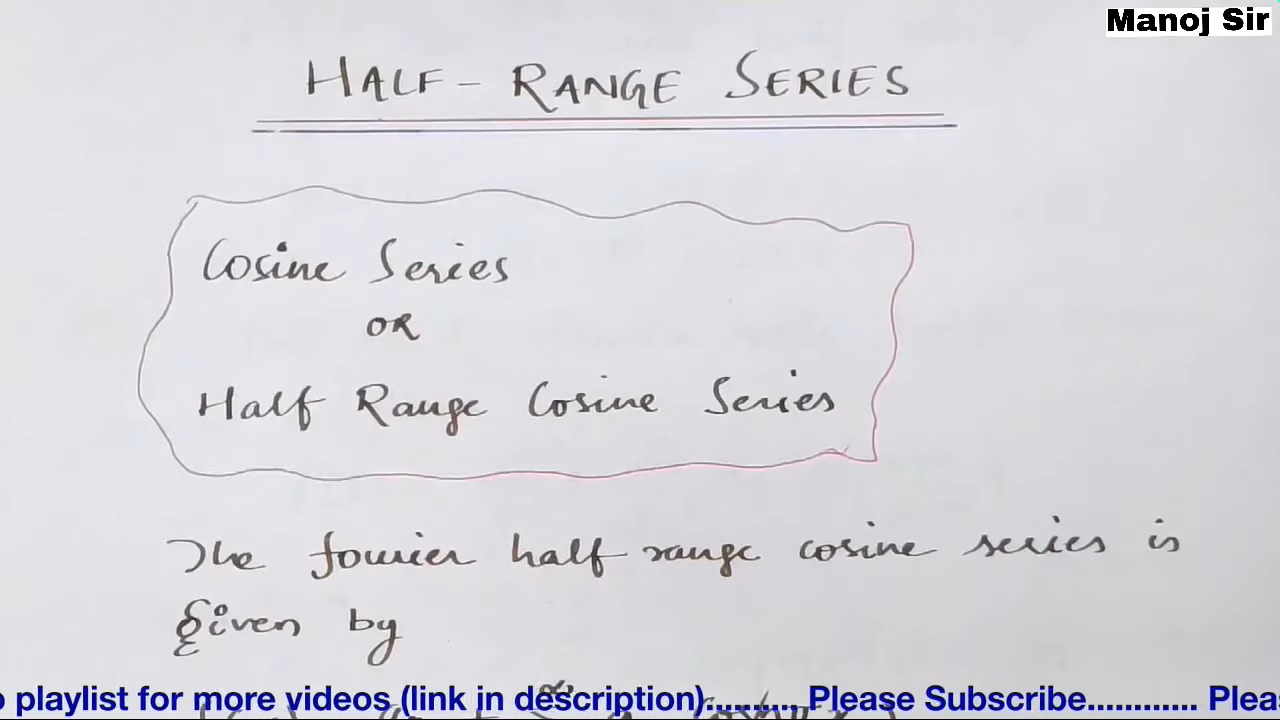 Manoj Sir
HALF-RANGE SERIES
Cosine Series
OR
Half Range Cosine Series
The fourier half range cosine series is
given by
playlist for more videos (link in description).......... Please Subscribe............ Plea